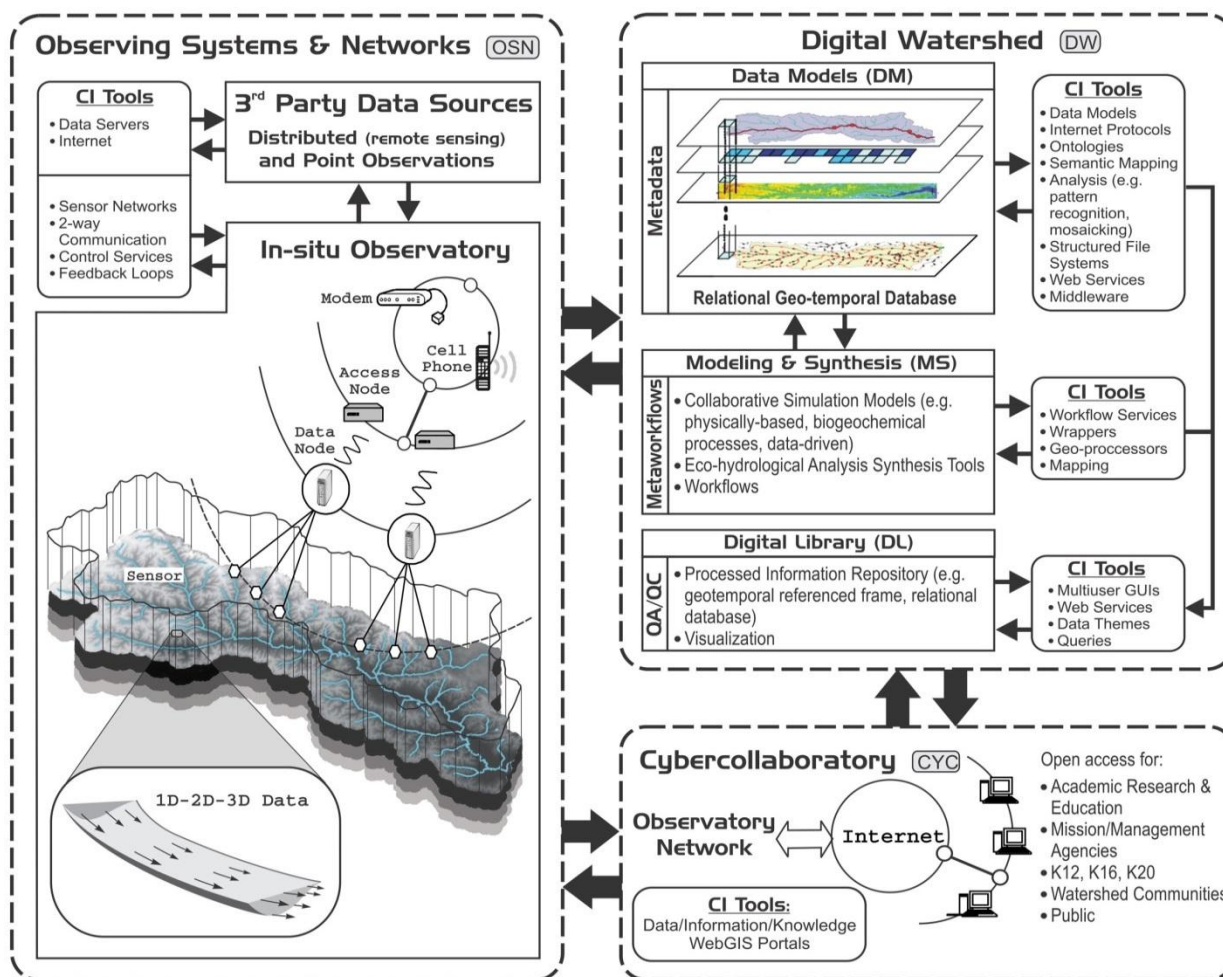 Observing Systems & Networks OSN
CI Tools
• Data Servers
• Internet
• Sensor Networks
• 2-way
Communication
• Control Services
• Feedback Loops
3rd Party Data Sources
Distributed (remote sensing)
and Point Observations
In-situ Observatory
Modem
Cell
Phone
Access
Node
Data
Node
Sensor
1D-2D-3D Data
Digital Watershed DW
Data Models (DM)
Metadata
Relational Geo-temporal Database
CI Tools
• Data Models
• Internet Protocols
• Ontologies
• Semantic Mapping
• Analysis (e.g.
pattern
recognition,
mosaicking)
• Structured File
Systems
• Web Services
• Middleware
Modeling & Synthesis (MS)
Metaworkflows
• Collaborative Simulation Models (e.g.
physically-based, biogeochemical
processes, data-driven)
• Eco-hydrological Analysis Synthesis Tools
• Workflows
CI Tools
• Workflow Services
• Wrappers
• Geo-proccessors
• Mapping
Digital Library (DL)
QA/QC
• Processed Information Repository (e.g.
geotemporal referenced frame, relational
database)
• Visualization
CI Tools
• Multiuser GUIs
• Web Services
• Data Themes
• Queries
Cybercollaboratory CYC
Observatory
Network
Internet
CI Tools:
Data/Information/Knowledge
WebGIS Portals
Open access for:
• Academic Research &
Education
• Mission/Management
Agencies
• K12, K16, K20
• Watershed Communities
• Public